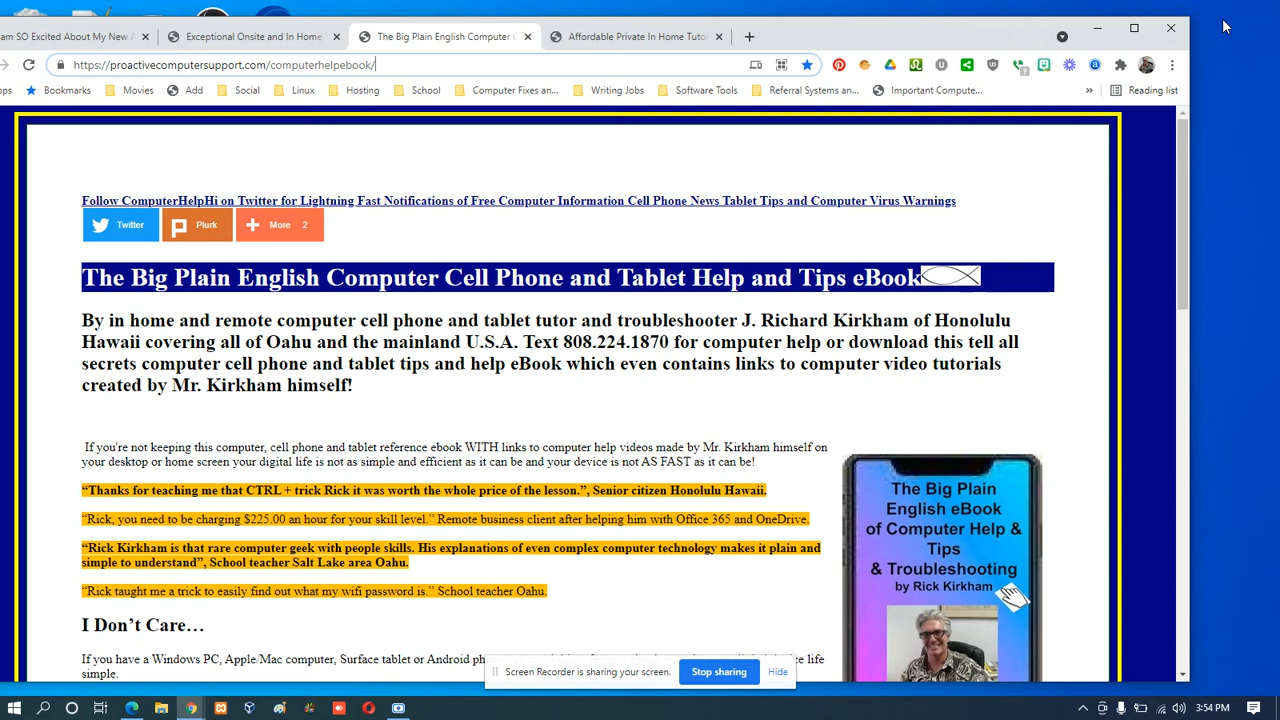 am SO Excited About My New A
Exceptional Onsite and In Home
The Big Plain English Computer C
Affordable Private In Home Tutor
https://proactivecomputersupport.com/computerhelpebook/
ops
Bookmarks
Movies
Add
Social
Linux
Hosting
School
Computer Fixes an...
Writing Jobs
Software Tools
Referral Systems an...
Important Compute...
»
Reading list
Follow ComputerHelpHi on Twitter for Lightning Fast Notifications of Free Computer Information Cell Phone News Tablet Tips and Computer Virus Warnings
Twitter
Plurk
More 2
The Big Plain English Computer Cell Phone and Tablet Help and Tips eBook
By in home and remote computer cell phone and tablet tutor and troubleshooter J. Richard Kirkham of Honolulu
Hawaii covering all of Oahu and the mainland U.S.A. Text 808.224.1870 for computer help or download this tell all
secrets computer cell phone and tablet tips and help eBook which even contains links to computer video tutorials
created by Mr. Kirkham himself!
If you're not keeping this computer, cell phone and tablet reference ebook WITH links to computer help videos made by Mr. Kirkham himself on
your desktop or home screen your digital life is not as simple and efficient as it can be and your device is not AS FAST as it can be!
“Thanks for teaching me that CTRL + trick Rick it was worth the whole price of the lesson.”, Senior citizen Honolulu Hawaii.
“Rick, you need to be charging $225.00 an hour for your skill level.” Remote business client after helping him with Office 365 and OneDrive.
“Rick Kirkham is that rare computer geek with people skills. His explanations of even complex computer technology makes it plain and
simple to understand”, School teacher Salt Lake area Oahu.
“Rick taught me a trick to easily find out what my wifi password is.” School teacher Oahu.
I Don’t Care…
If you have a Windows PC, Apple/Mac computer, Surface tablet or Android ph
life
simple.
The Big Plain
English eBook
of Computer Help &
Tips
& Troubleshooting
by Rick Kirkham
Screen Recorder is sharing your screen.
Stop sharing
Hide
3:54 PM